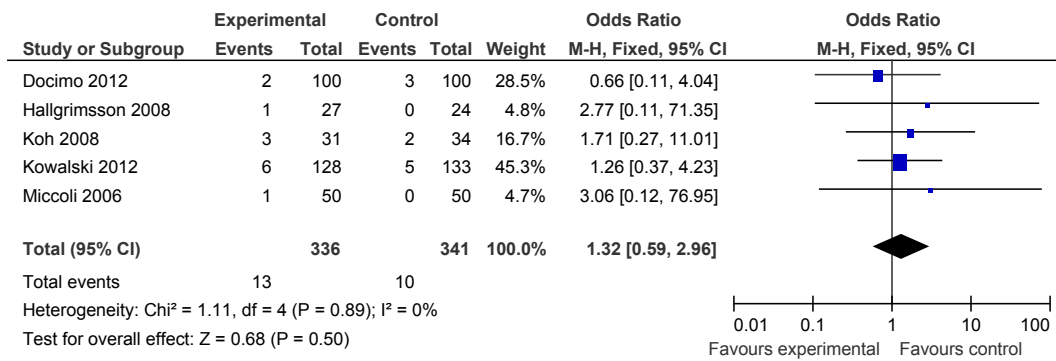 Experimental Control Odds Ratio Odds Ratio
Study or Subgroup Events Total Events Total Weight M-H, Fixed, 95% CI M-H, Fixed, 95% CI
Docimo 2012 2 100 3 100 28.5% 0.66 [0.11, 4.04]
Hallgrimsson 2008 1 27 0 24 4.8% 2.77 [0.11, 71.35]
Koh 2008 3 31 2 34 16.7% 1.71 [0.27, 11.01]
Kowalski 2012 6 128 5 133 45.3% 1.26 [0.37, 4.23]
Miccoli 2006 1 50 0 50 4.7% 3.06 [0.12, 76.95]
Total (95% CI) 336 341 100.0% 1.32 [0.59, 2.96]
Total events 13 10
Heterogeneity: Chi² = 1.11, df = 4 (P = 0.89); I² = 0%
Test for overall effect: Z = 0.68 (P = 0.50)
0.01 0.1 1 10 100
Favours experimental Favours control